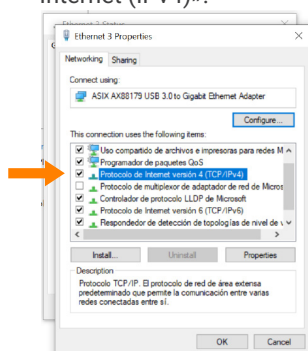 Internet (IPv4)».
Ethernet 3 Status
Ethernet 3 Properties
Networking Sharing
Connect using:
ASIX AX88179 USB 3.0 to Gigabit Ethernet Adapter
Configure...
This connection uses the following items:
Uso compartido de archivos e impresoras para redes M
Programador de paquetes QoS
Protocolo de Internet versión 4 (TCP/IPv4)
Protocolo de multiplexor de adaptador de red de Micros
Controlador de protocolo LLDP de Microsoft
Protocolo de Internet versión 6 (TCP/IPv6)
Respondedor de detección de topologías de nivel de v
Install... Uninstall Properties
Description
Protocolo TCP/IP. El protocolo de red de área extensa
predeterminado que permite la comunicación entre varias
redes conectadas entre sí.
OK Cancel